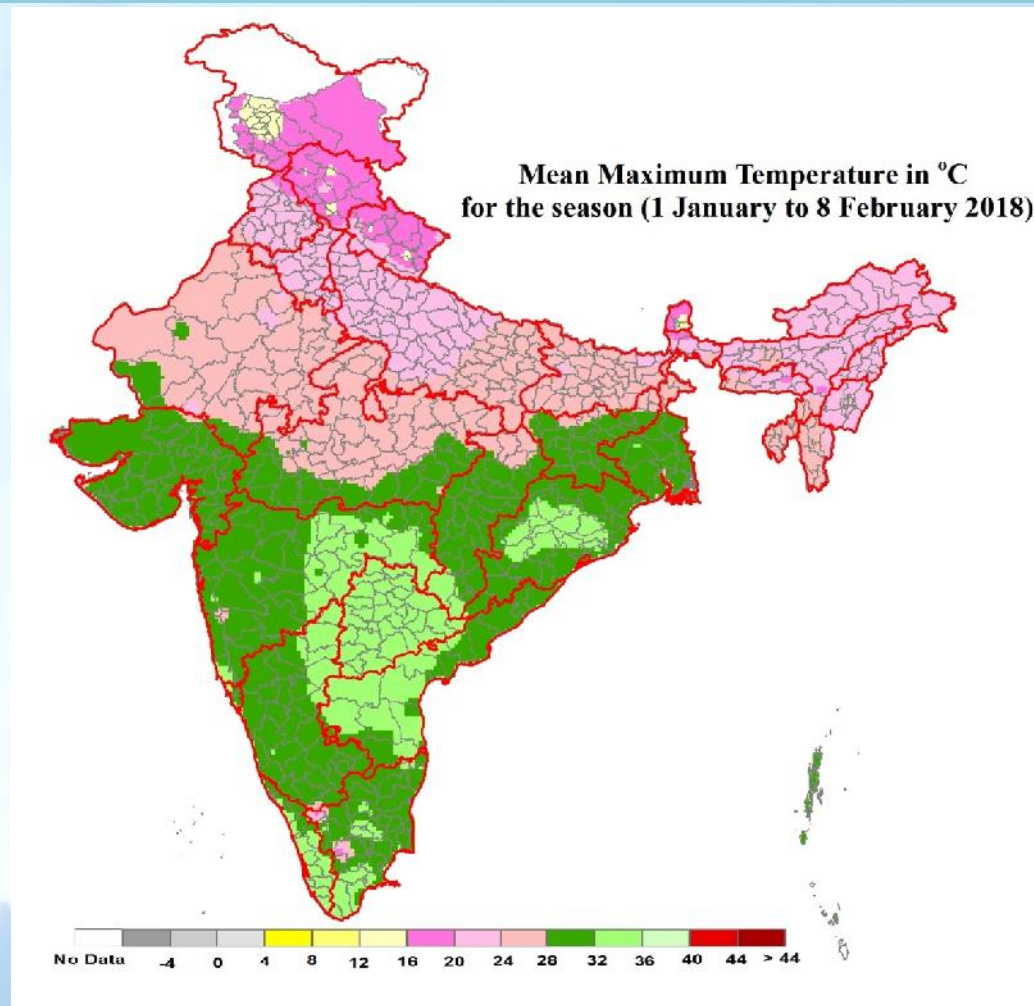 Mean Maximum Temperature in °C
for the season (1 January to 8 February 2018)
No Data -4 0 4 8 12 16 20 24 28 32 36 40 44 > 44